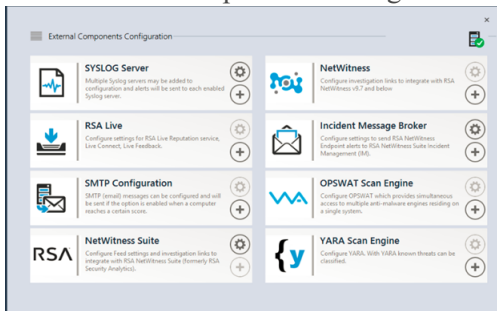 External Components Configuration
SYSLOG Server
Multiple Syslog servers may be added to
configuration and alerts will be sent to each enabled
Syslog server.
NetWitness
Configure investigation links to integrate with RSA
NetWitness v9.7 and below.
RSA Live
Configure settings for RSA Live Reputation service,
Live Connect, Live Feedback.
Incident Message Broker
Configure settings to send RSA NetWitness
Endpoint alerts to RSA NetWitness Suite Incident
Management (IM).
SMTP Configuration
SMTP (email) messages can be configured and will
be sent if the option is enabled when a computer
reaches a certain score.
OPSWAT Scan Engine
Configure OPSWAT which provides simultaneous
access to multiple anti-malware engines residing on
a single system.
RSA
NetWitness Suite
Configure Feed settings and investigation links to
integrate with RSA NetWitness Suite (formerly RSA
Security Analytics).
{y
YARA Scan Engine
Configure YARA. With YARA known threats can be
classified.